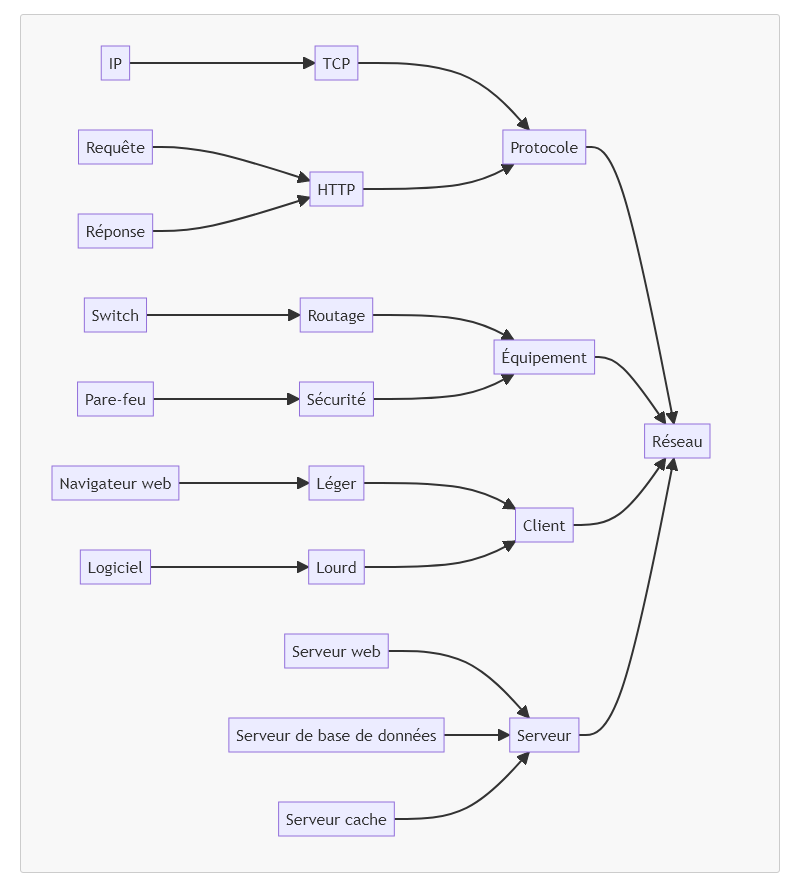 IP
TCP
Requête
Protocole
HTTP
Réponse
Switch
Routage
Équipement
Pare-feu
Sécurité
Réseau
Navigateur web
Léger
Client
Logiciel
Lourd
Serveur web
Serveur de base de données
Serveur
Serveur cache